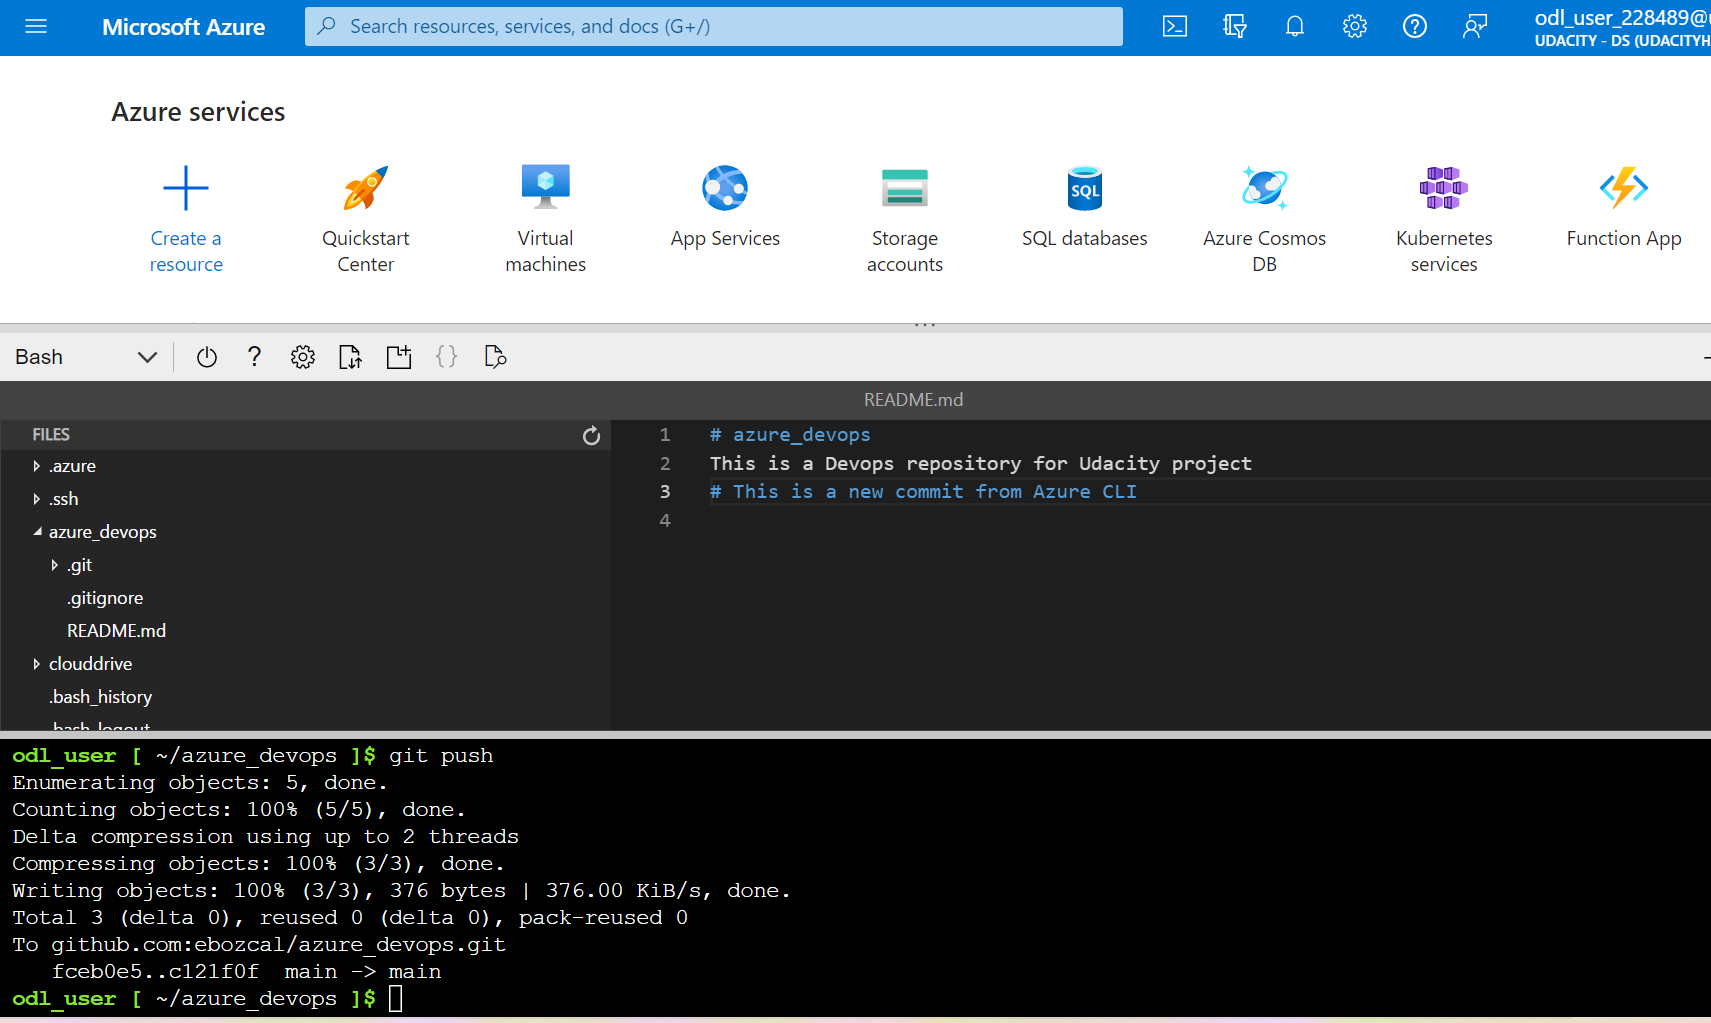 Microsoft Azure
Search resources, services, and docs (G+/)
odl_user_228489@
UDACITY - DS (UDACITYH
Azure services
Create a
resource
Quickstart
Center
Virtual
machines
App Services
Storage
accounts
SQL
SQL databases
Azure Cosmos
DB
Kubernetes
services
Function App
Bash
README.md
FILES
.azure
.ssh
azure_devops
.git
.gitignore
README.md
clouddrive
.bash_history
.bash_logout
1 # azure_devops
2 This is a Devops repository for Udacity project
3 # This is a new commit from Azure CLI
4
odl_user [ ~/azure_devops ]$ git push
Enumerating objects: 5, done.
Counting objects: 100% (5/5), done.
Delta compression using up to 2 threads
Compressing objects: 100% (3/3), done.
Writing objects: 100% (3/3), 376 bytes | 376.00 KiB/s, done.
Total 3 (delta 0), reused 0 (delta 0), pack-reused 0
To github.com:ebozcal/azure_devops.git
fceb0e5..c121f0f  main -> main
odl_user [ ~/azure_devops ]$